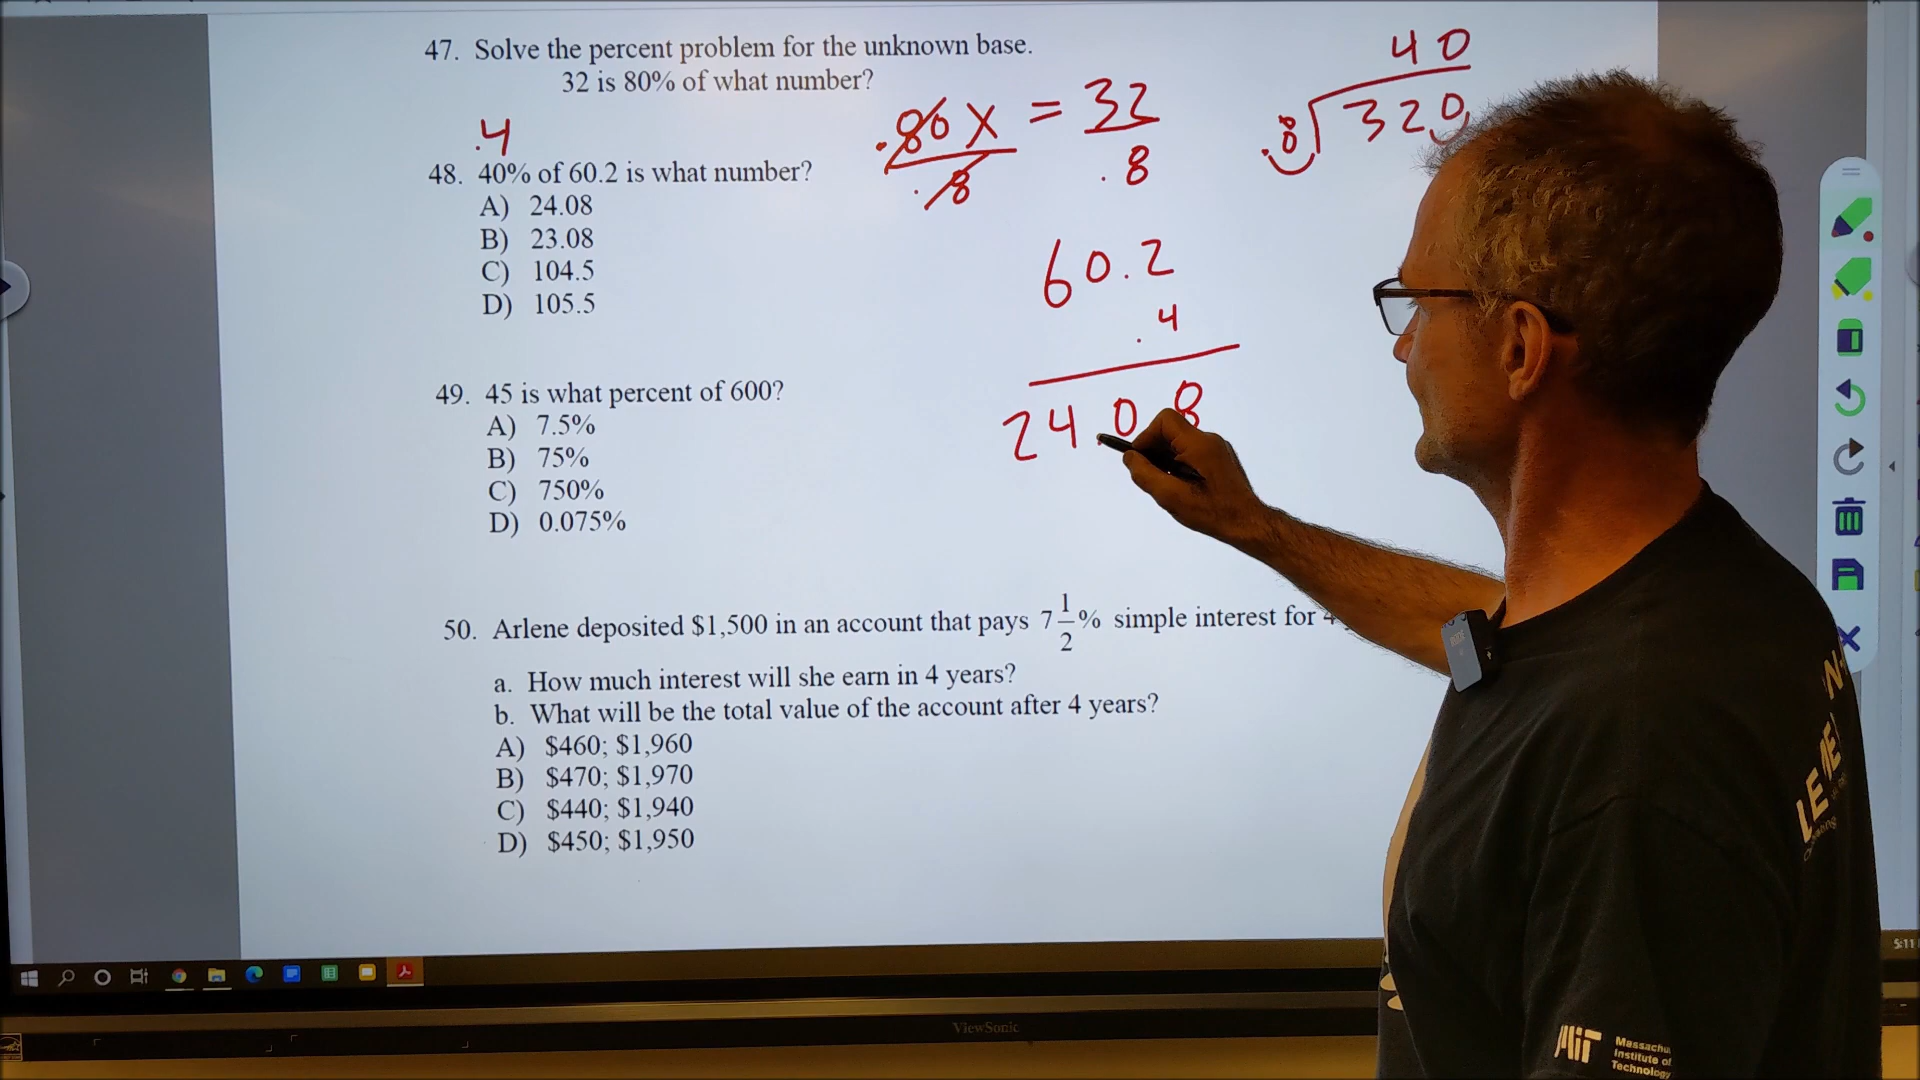 47. Solve the percent problem for the unknown base.
32 is 80% of what number?
.80x = 32
.8 .8
40
.8 320
.4
48. 40% of 60.2 is what number?
A) 24.08
B) 23.08
C) 104.5
D) 105.5
60.2
.4
24.08
49. 45 is what percent of 600?
A) 7.5%
B) 75%
C) 750%
D) 0.075%
50. Arlene deposited $1,500 in an account that pays 7 1/2 % simple interest for 4
a. How much interest will she earn in 4 years?
b. What will be the total value of the account after 4 years?
A) $460; $1,960
B) $470; $1,970
C) $440; $1,940
D) $450; $1,950
5:11
ViewSonic
MIT
Massachu
Institute of
Technology